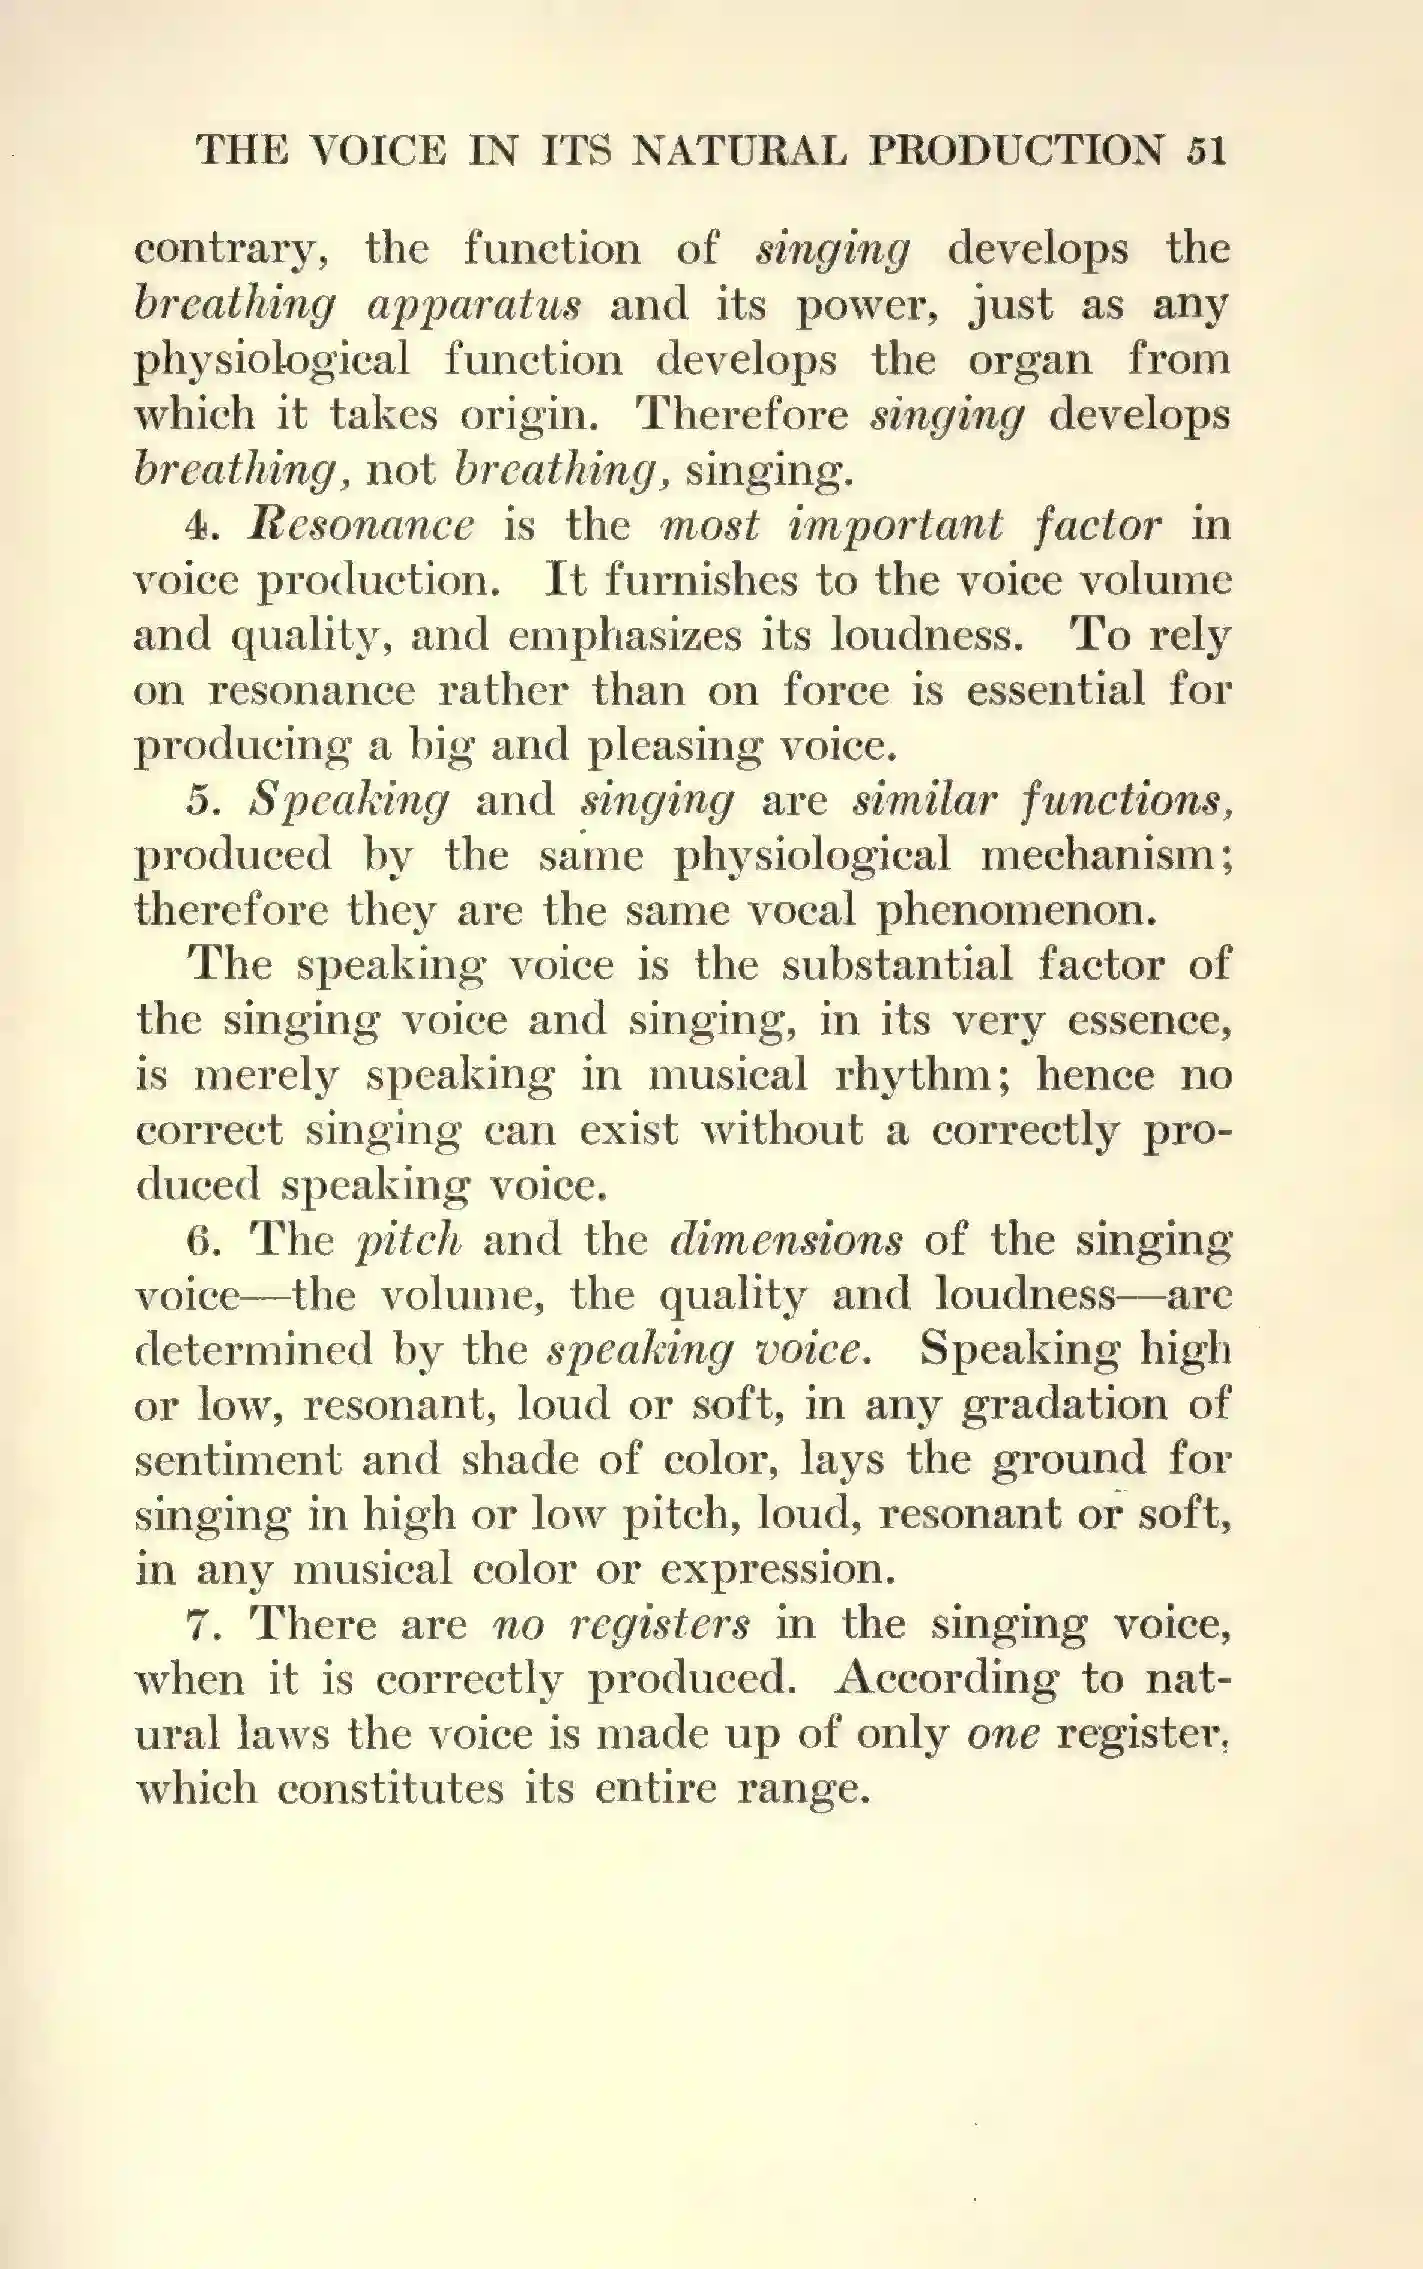 THE VOICE IN ITS NATURAL PRODUCTION 51
contrary, the function of singing develops the
breathing apparatus and its power, just as any
physiological function develops the organ from
which it takes origin. Therefore singing develops
breathing, not breathing, singing.
4. Resonance is the most important factor in
voice production. It furnishes to the voice volume
and quality, and emphasizes its loudness. To rely
on resonance rather than on force is essential for
producing a big and pleasing voice.
5. Speaking and singing are similar functions,
produced by the same physiological mechanism;
therefore they are the same vocal phenomenon.
The speaking voice is the substantial factor of
the singing voice and singing, in its very essence,
is merely speaking in musical rhythm; hence no
correct singing can exist without a correctly pro-
duced speaking voice.
6. The pitch and the dimensions of the singing
voice—the volume, the quality and loudness—are
determined by the speaking voice. Speaking high
or low, resonant, loud or soft, in any gradation of
sentiment and shade of color, lays the ground for
singing in high or low pitch, loud, resonant or soft,
in any musical color or expression.
7. There are no registers in the singing voice,
when it is correctly produced. According to nat-
ural laws the voice is made up of only one register,
which constitutes its entire range.